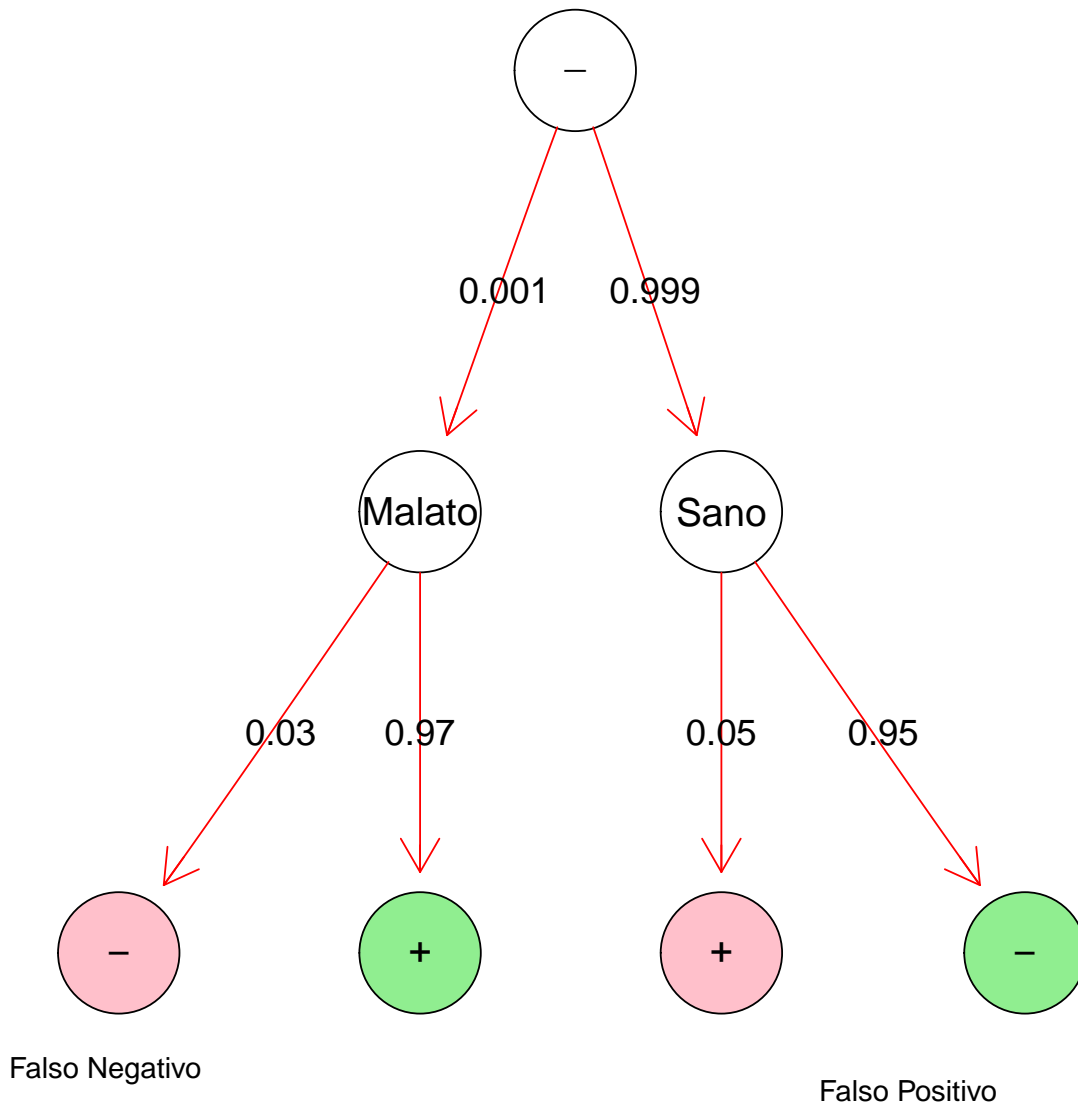 –
0.001 0.999
Malato Sano
0.03 0.97 0.05 0.95
– + + –
Falso Negativo
Falso Positivo